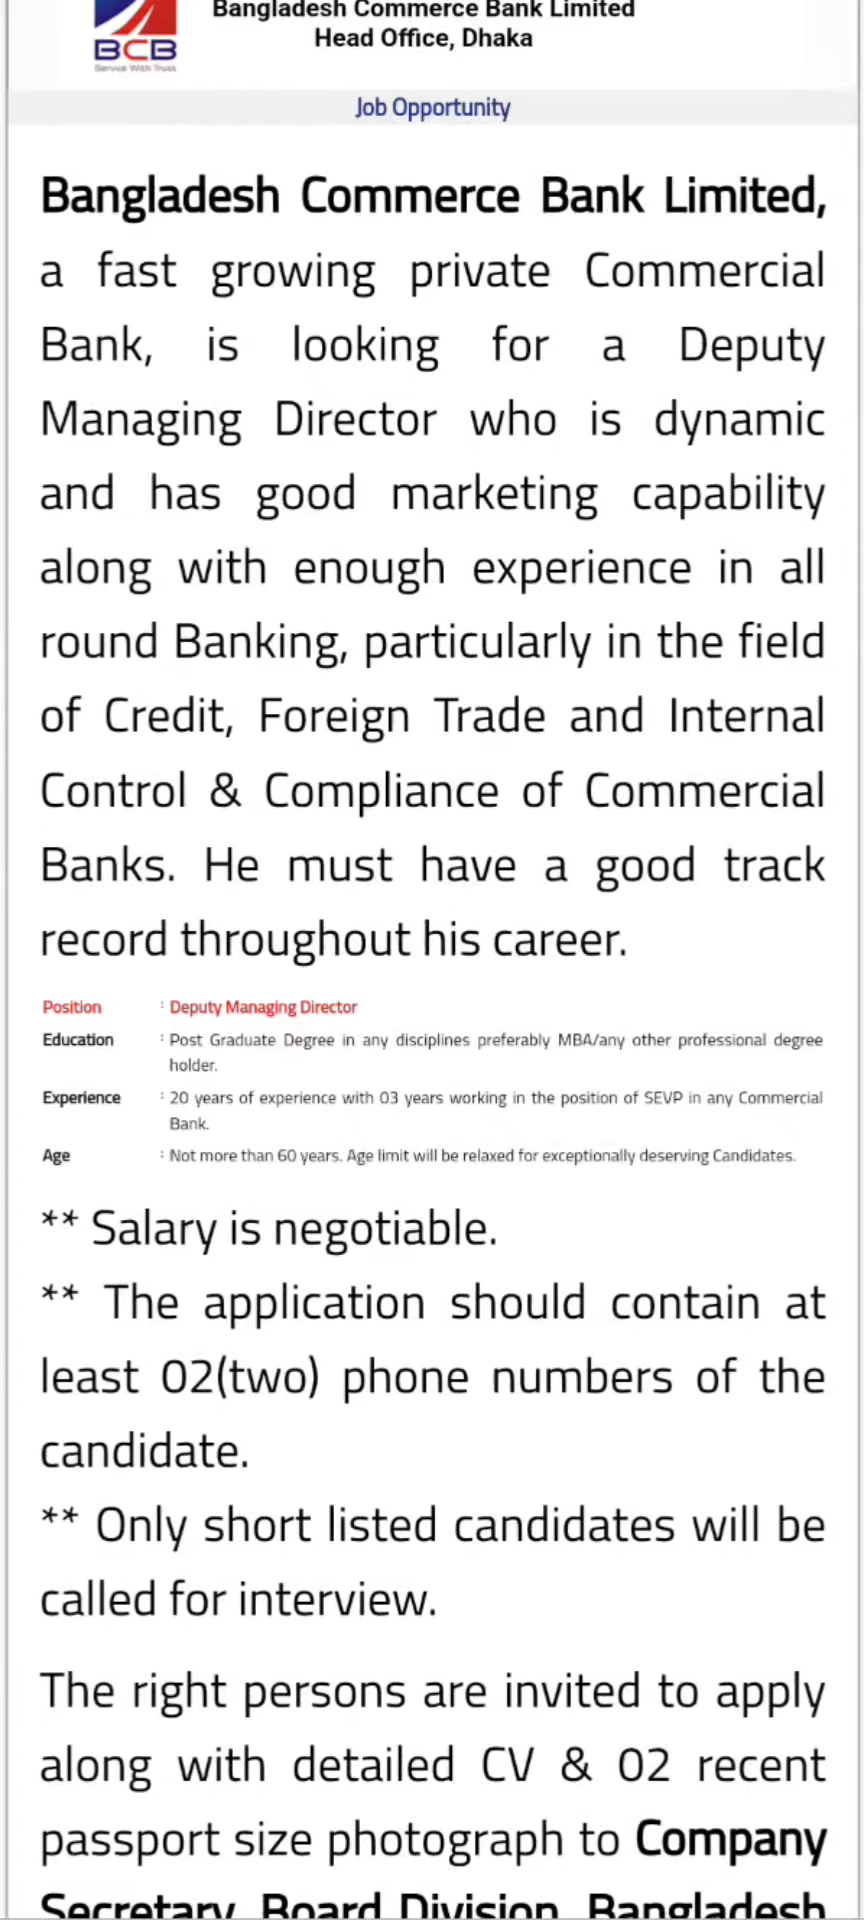 Bangladesh Commerce Bank Limited
Head Office, Dhaka
BCB
Service With Trust
Job Opportunity
Bangladesh Commerce Bank Limited,
a fast growing private Commercial
Bank, is looking for a Deputy
Managing Director who is dynamic
and has good marketing capability
along with enough experience in all
round Banking, particularly in the field
of Credit, Foreign Trade and Internal
Control & Compliance of Commercial
Banks. He must have a good track
record throughout his career.
Position : Deputy Managing Director
Education : Post Graduate Degree in any disciplines preferably MBA/any other professional degree
holder.
Experience : 20 years of experience with 03 years working in the position of SEVP in any Commercial
Bank.
Age : Not more than 60 years. Age limit will be relaxed for exceptionally deserving Candidates.
** Salary is negotiable.
** The application should contain at
least 02(two) phone numbers of the
candidate.
** Only short listed candidates will be
called for interview.
The right persons are invited to apply
along with detailed CV & 02 recent
passport size photograph to Company
Secretary, Board Division, Bangladesh